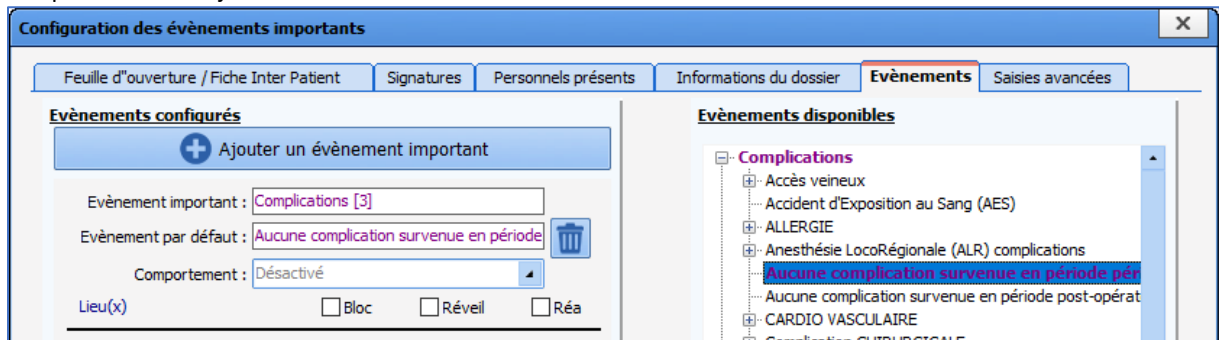 Configuration des évènements importants
Feuille d"ouverture / Fiche Inter Patient
Signatures
Personnels présents
Informations du dossier
Evènements
Saisies avancées
Evènements configurés
Ajouter un évènement important
Evènement important : Complications [3]
Evènement par défaut : Aucune complication survenue en période
Comportement : Désactivé
Lieu(x) Bloc Réveil Réa
Evènements disponibles
Complications
Accès veineux
Accident d'Exposition au Sang (AES)
ALLERGIE
Anesthésie LocoRégionale (ALR) complications
Aucune complication survenue en période pér
Aucune complication survenue en période post-opérat
CARDIO VASCULAIRE
Complication CHIRURGICALE